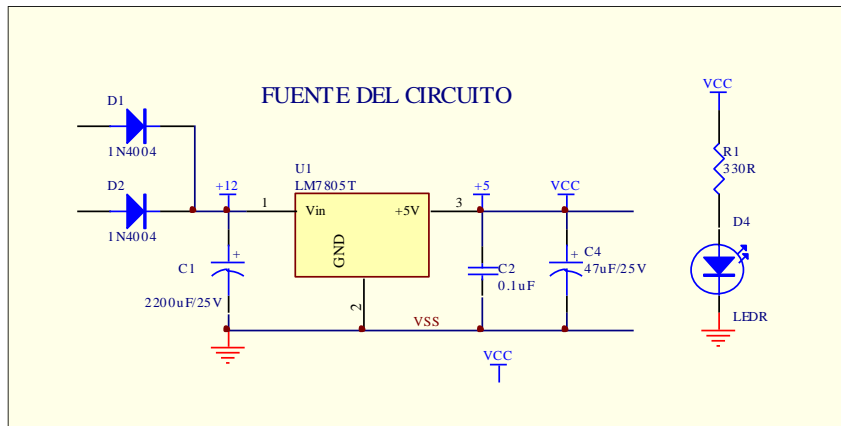 FUENTE DEL CIRCUITO
D1
1N4004
D2
1N4004
+12
C1
+
2200uF/25V
U1
LM7805T
1
Vin
+5V
GND
2
3
+5
VCC
C2
0.1uF
+
C4
47uF/25V
VSS
VCC
VCC
R1
330R
D4
LEDR